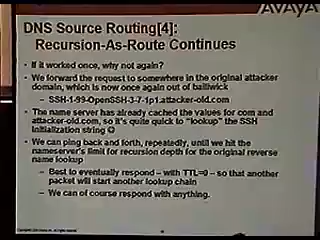 AVAYA
DNS Source Routing[4]:
Recursion-As-Route Continues
• If it worked once, why not again?
• We forward the request to somewhere in the original attacker
domain, which is now once again out of bailiwick
– SSH-1-99-OpenSSH-3-7-1p1.attacker-old.com
• The name server has already cached the values for com and
attacker-old.com, so it's quite quick to "lookup" the SSH
initialization string ☺
• We can ping back and forth, repeatedly, until we hit the
nameserver's limit for recursion depth for the original reverse
name lookup
– Best to eventually respond – with TTL=0 – so that another
packet will start another lookup chain
– We can of course respond with anything.